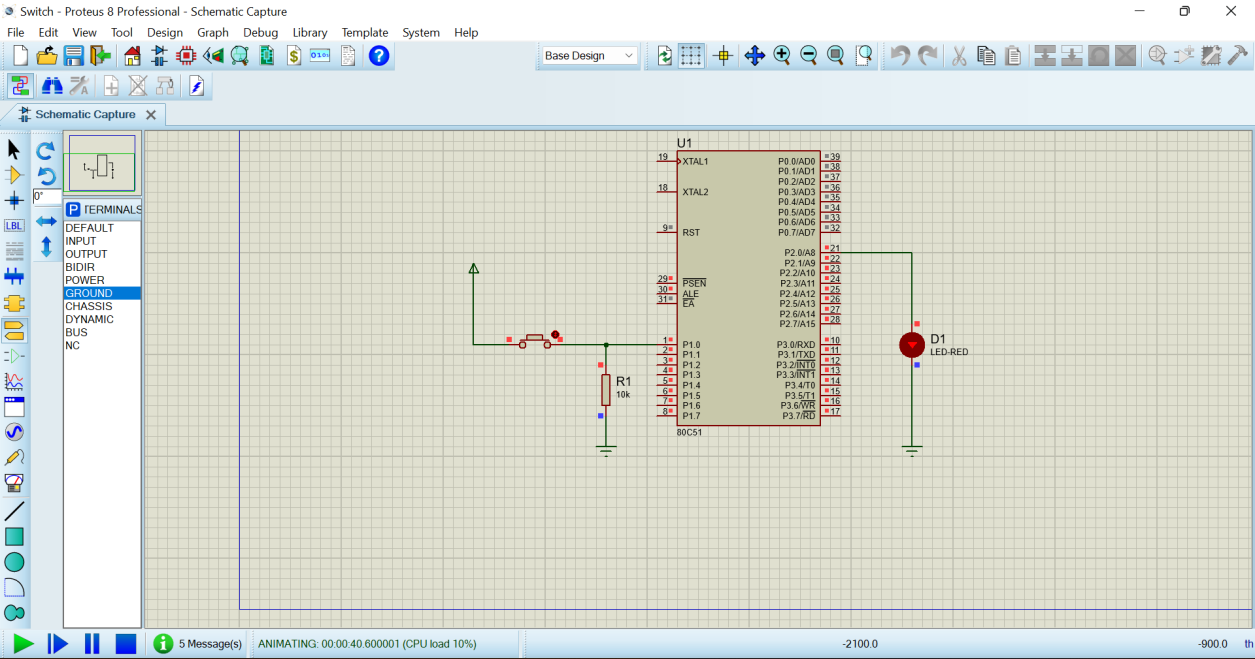 Switch - Proteus 8 Professional - Schematic Capture
File Edit View Tool Design Graph Debug Library Template System Help
Base Design
Schematic Capture
0°
P TERMINALS
DEFAULT
INPUT
OUTPUT
BIDIR
POWER
GROUND
CHASSIS
DYNAMIC
BUS
NC
LBL
U1
19 XTAL1
18 XTAL2
9 RST
29 PSEN
30 ALE
31 EA
1 P1.0
2 P1.1
3 P1.2
4 P1.3
5 P1.4
6 P1.5
7 P1.6
8 P1.7
P0.0/AD0 39
P0.1/AD1 38
P0.2/AD2 37
P0.3/AD3 36
P0.4/AD4 35
P0.5/AD5 34
P0.6/AD6 33
P0.7/AD7 32
P2.0/A8 21
P2.1/A9 22
P2.2/A10 23
P2.3/A11 24
P2.4/A12 25
P2.5/A13 26
P2.6/A14 27
P2.7/A15 28
P3.0/RXD 10
P3.1/TXD 11
P3.2/INT0 12
P3.3/INT1 13
P3.4/T0 14
P3.5/T1 15
P3.6/WR 16
P3.7/RD 17
80C51
R1
10k
D1
LED-RED
5 Message(s)
ANIMATING: 00:00:40.600001 (CPU load 10%)
-2100.0
-900.0 th